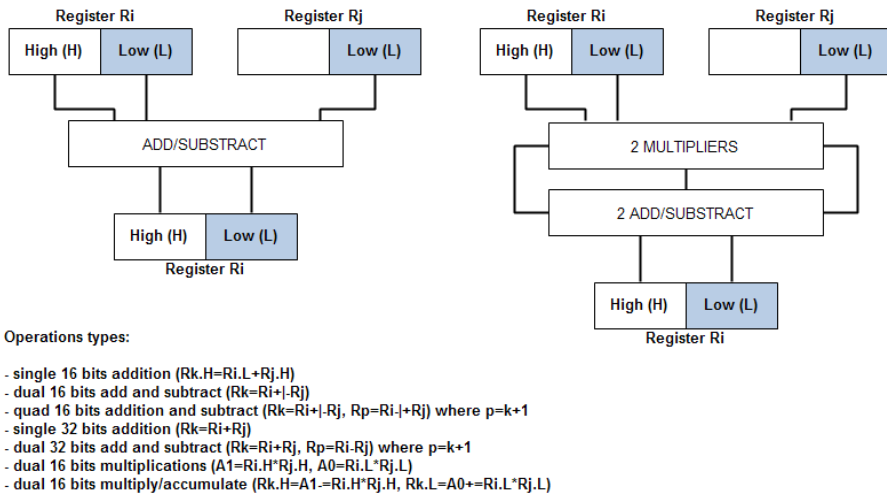 Register Ri Register Rj Register Ri Register Rj
High (H) Low (L) Low (L) High (H) Low (L) Low (L)
ADD/SUBSTRACT 2 MULTIPLIERS
2 ADD/SUBSTRACT
High (H) Low (L)
Register Ri
High (H) Low (L)
Register Ri
Operations types:
- single 16 bits addition (Rk.H=Ri.L+Rj.H)
- dual 16 bits add and subtract (Rk=Ri+|-Rj)
- quad 16 bits addition and subtract (Rk=Ri+|-Rj, Rp=Ri-|+Rj) where p=k+1
- single 32 bits addition (Rk=Ri+Rj)
- dual 32 bits add and subtract (Rk=Ri+Rj, Rp=Ri-Rj) where p=k+1
- dual 16 bits multiplications (A1=Ri.H*Rj.H, A0=Ri.L*Rj.L)
- dual 16 bits multiply/accumulate (Rk.H=A1-=Ri.H*Rj.H, Rk.L=A0+=Ri.L*Rj.L)